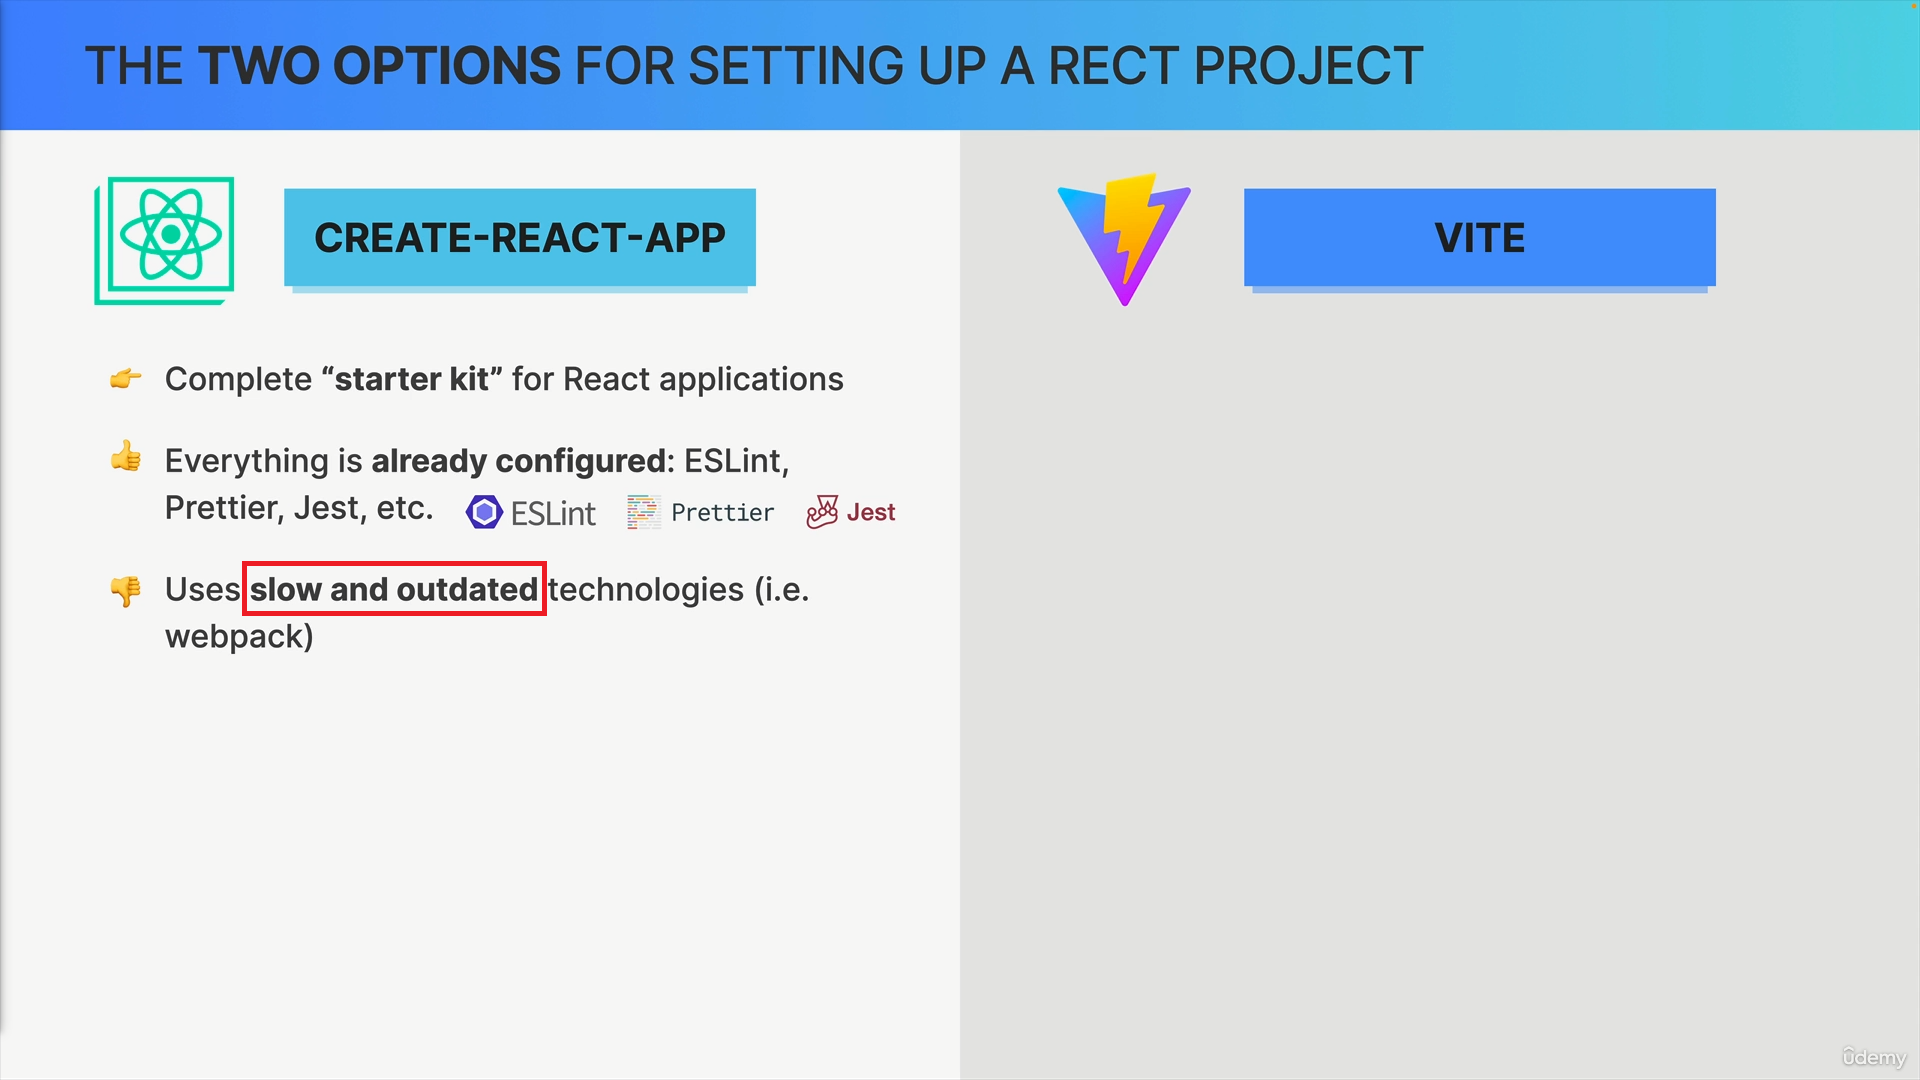 THE TWO OPTIONS FOR SETTING UP A RECT PROJECT
CREATE-REACT-APP
Complete “starter kit” for React applications
Everything is already configured: ESLint,
Prettier, Jest, etc.
ESLint
Prettier
Jest
Uses slow and outdated technologies (i.e.
webpack)
VITE
ûdemy